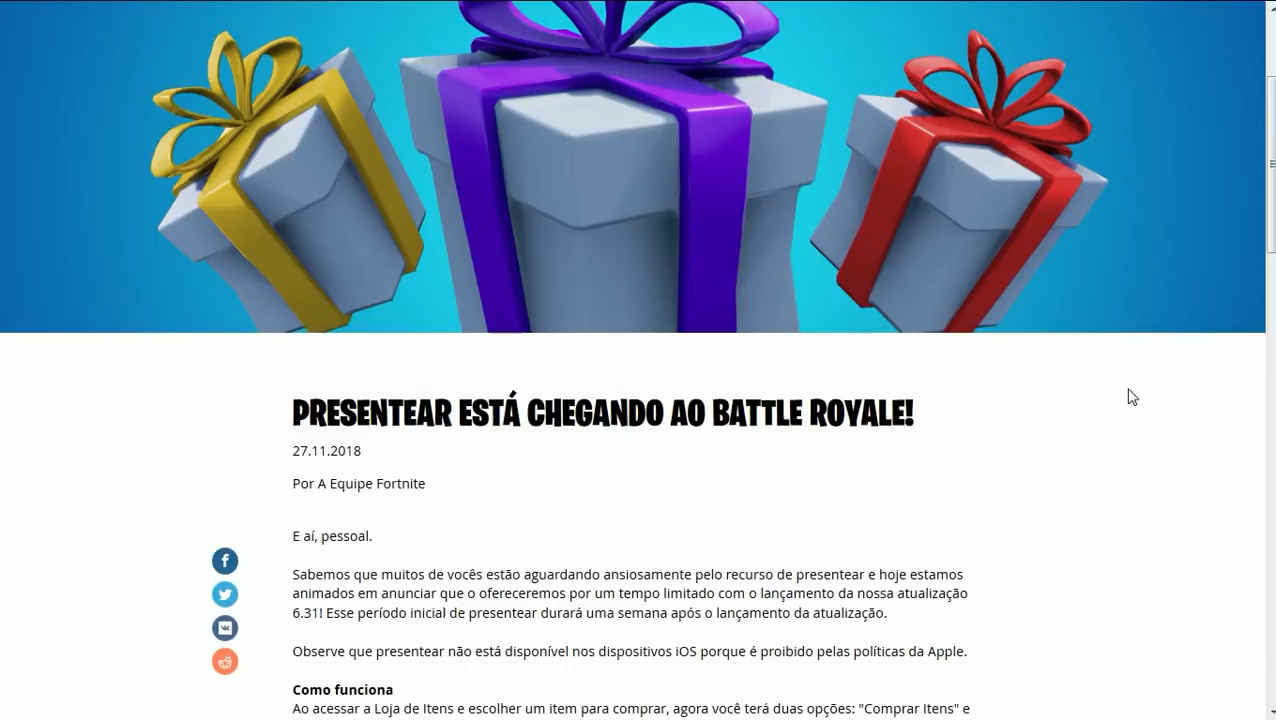 PRESENTEAR ESTÁ CHEGANDO AO BATTLE ROYALE!
27.11.2018
Por A Equipe Fortnite
E aí, pessoal.
Sabemos que muitos de vocês estão aguardando ansiosamente pelo recurso de presentear e hoje estamos
animados em anunciar que o ofereceremos por um tempo limitado com o lançamento da nossa atualização
6.31! Esse período inicial de presentear durará uma semana após o lançamento da atualização.
Observe que presentear não está disponível nos dispositivos iOS porque é proibido pelas políticas da Apple.
Como funciona
Ao acessar a Loja de Itens e escolher um item para comprar, agora você terá duas opções: "Comprar Itens" e